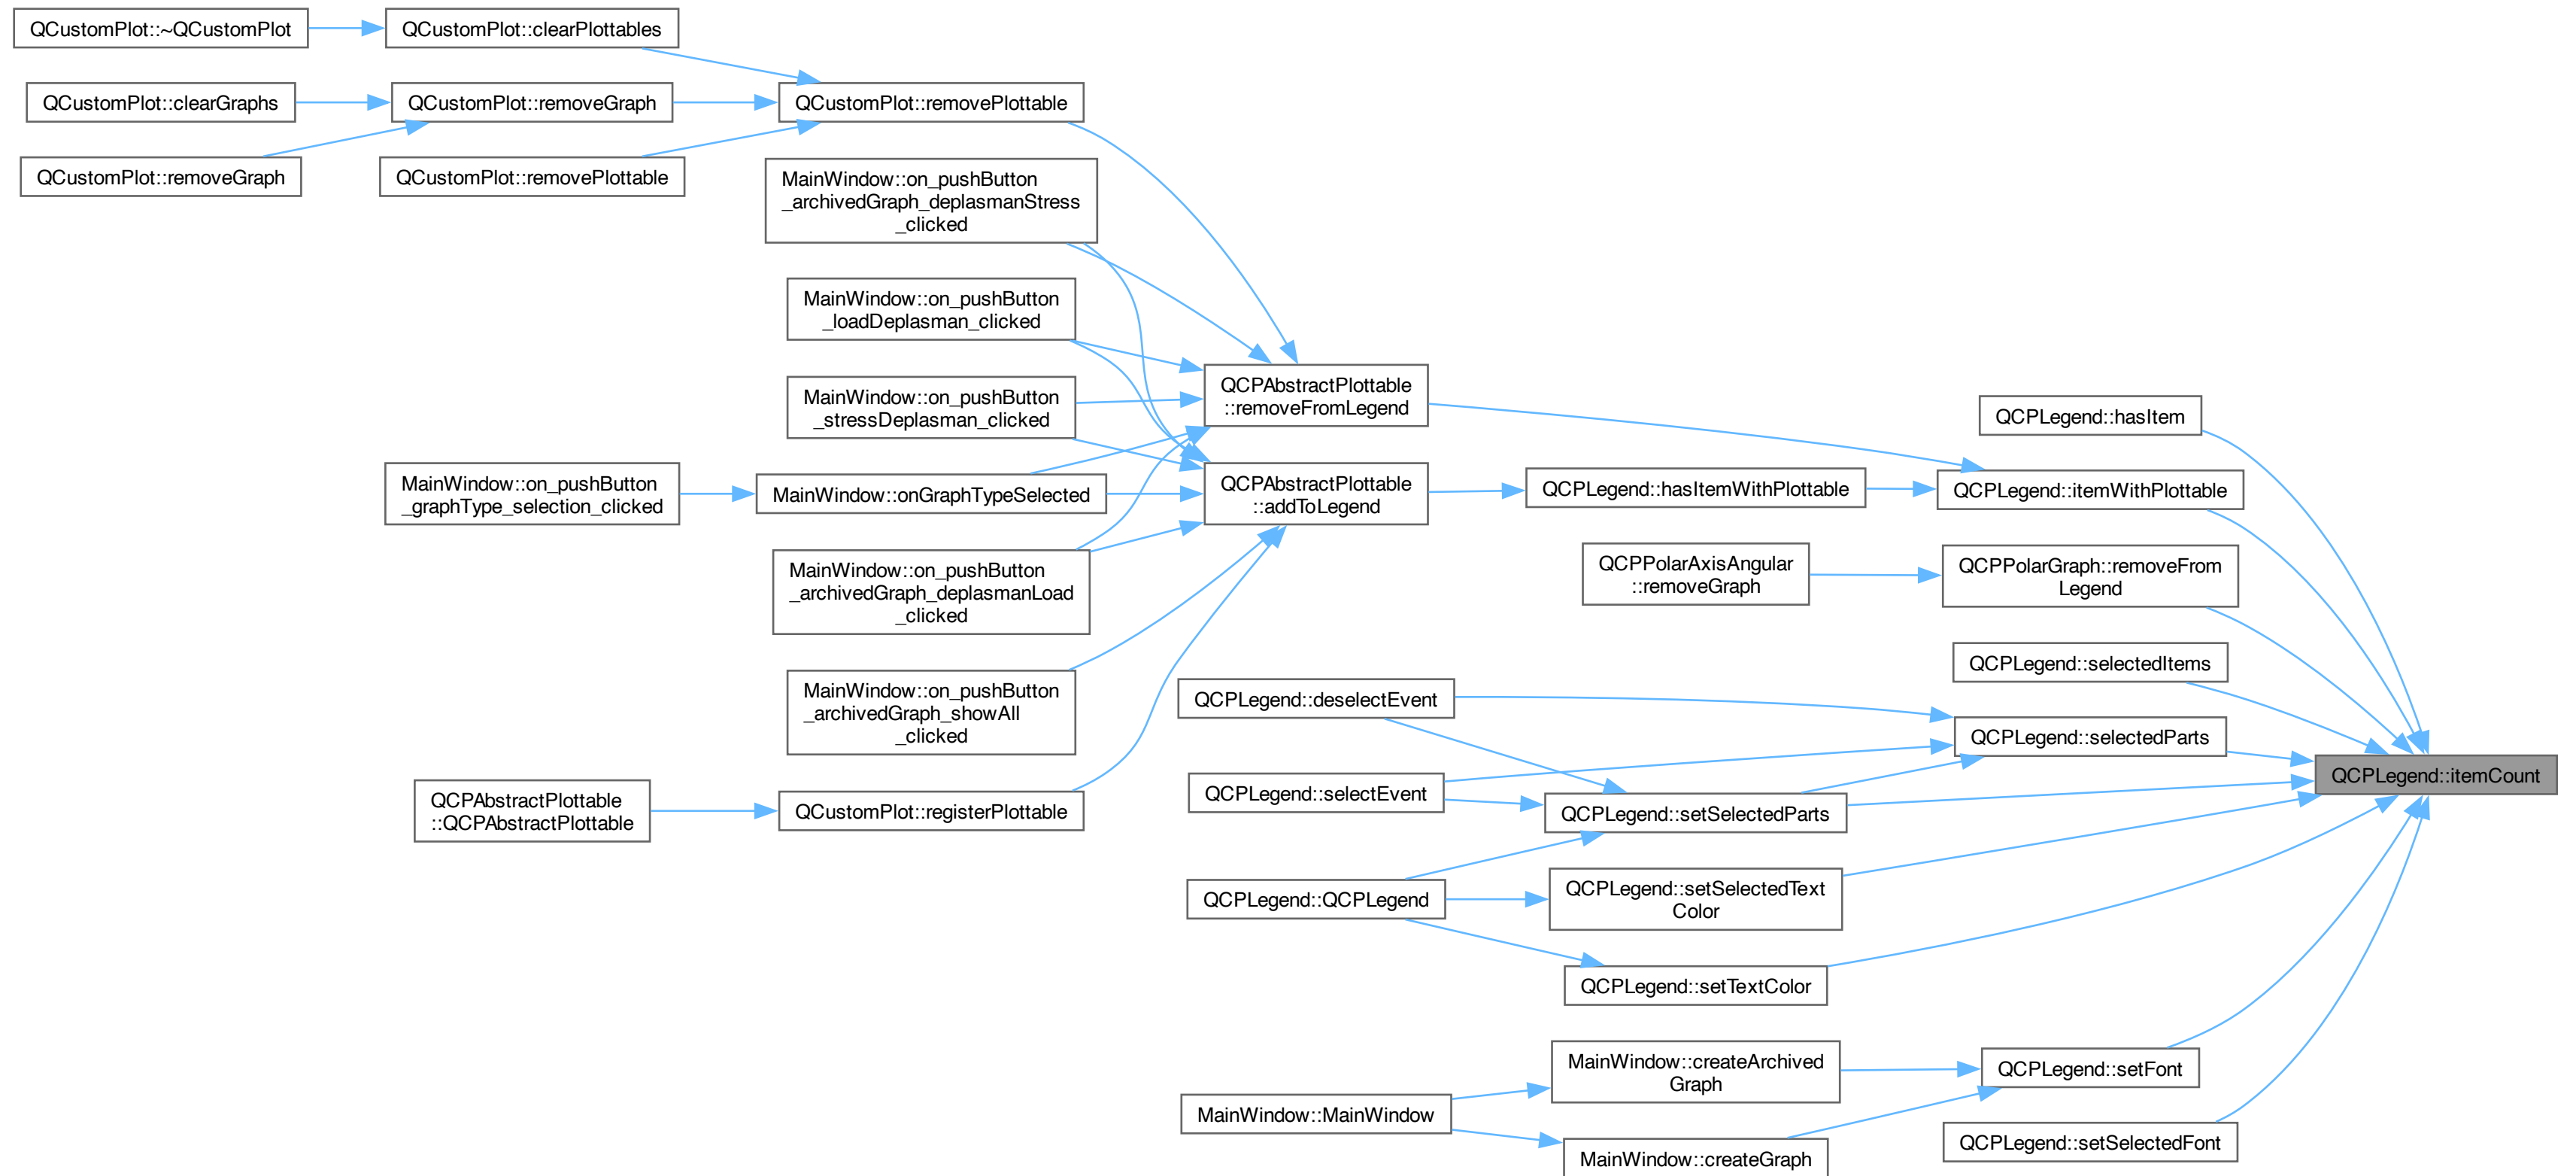 QCustomPlot::~QCustomPlot
QCustomPlot::clearPlottables
QCustomPlot::clearGraphs
QCustomPlot::removeGraph
QCustomPlot::removePlottable
QCustomPlot::removeGraph
QCustomPlot::removePlottable
MainWindow::on_pushButton
_archivedGraph_deplasmanStress
_clicked
MainWindow::on_pushButton
_loadDeplasman_clicked
MainWindow::on_pushButton
_stressDeplasman_clicked
QCPAbstractPlottable
::removeFromLegend
QCPLegend::hasItem
MainWindow::on_pushButton
_graphType_selection_clicked
MainWindow::onGraphTypeSelected
QCPAbstractPlottable
::addToLegend
QCPLegend::hasItemWithPlottable
QCPLegend::itemWithPlottable
MainWindow::on_pushButton
_archivedGraph_deplasmanLoad
_clicked
QCPPolarAxisAngular
::removeGraph
QCPPolarGraph::removeFrom
Legend
MainWindow::on_pushButton
_archivedGraph_showAll
_clicked
QCPLegend::selectedItems
QCPLegend::deselectEvent
QCPLegend::selectedParts
QCPLegend::itemCount
QCPAbstractPlottable
::QCPAbstractPlottable
QCustomPlot::registerPlottable
QCPLegend::selectEvent
QCPLegend::setSelectedParts
QCPLegend::QCPLegend
QCPLegend::setSelectedText
Color
QCPLegend::setTextColor
MainWindow::createArchived
Graph
QCPLegend::setFont
MainWindow::MainWindow
QCPLegend::setSelectedFont
MainWindow::createGraph